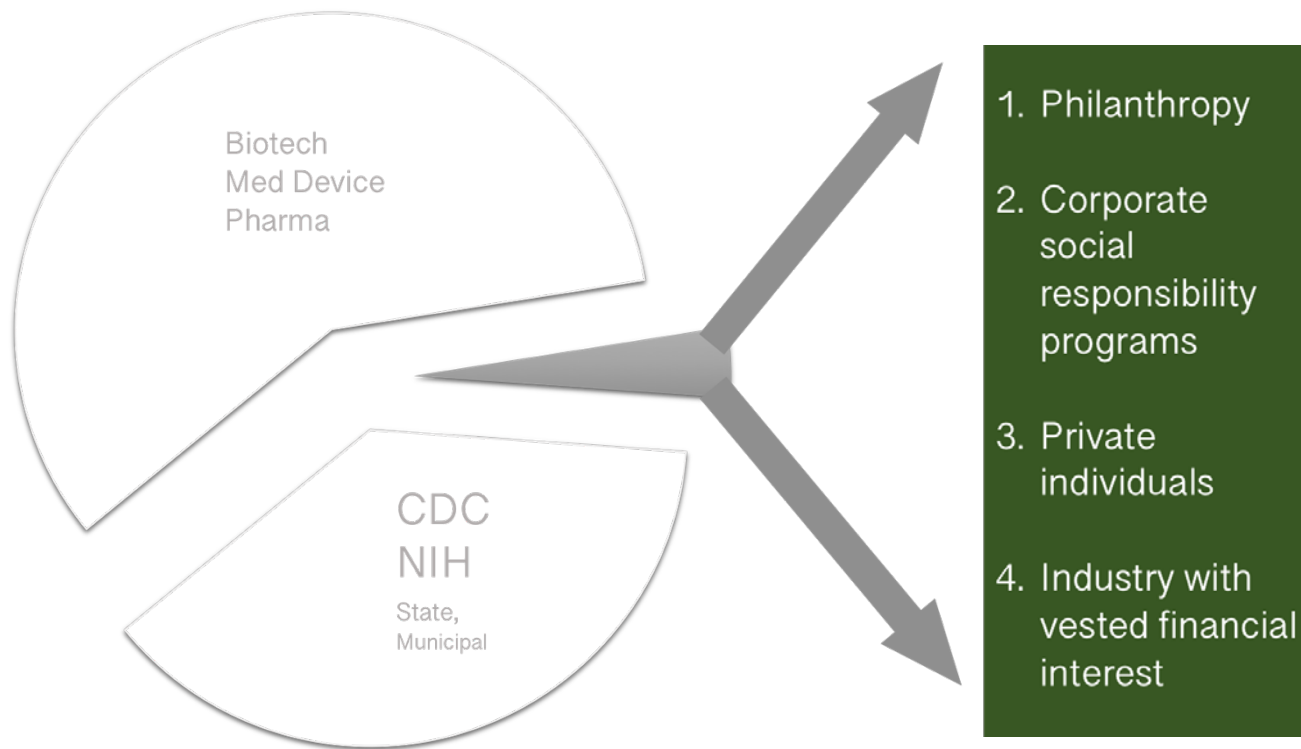 Biotech
Med Device
Pharma
CDC
NIH
State,
Municipal
1. Philanthropy
2. Corporate
social
responsibility
programs
3. Private
individuals
4. Industry with
vested financial
interest